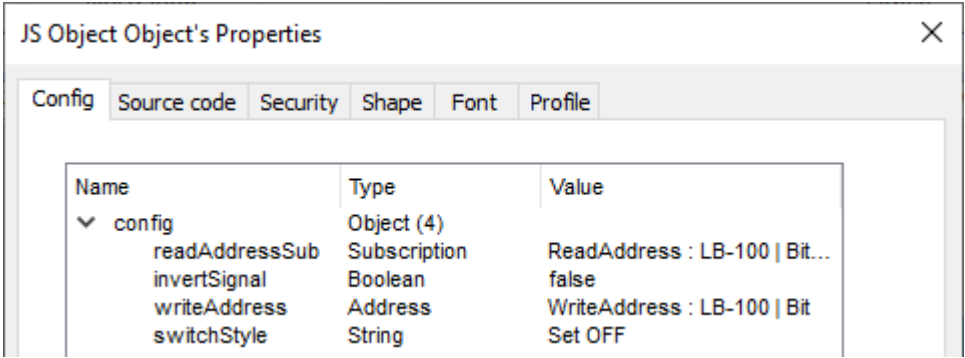 JS Object Object's Properties
Config Source code Security Shape Font Profile
Name Type Value
config Object (4)
readAddressSub Subscription ReadAddress : LB-100 | Bit...
invertSignal Boolean false
writeAddress Address WriteAddress : LB-100 | Bit
switchStyle String Set OFF